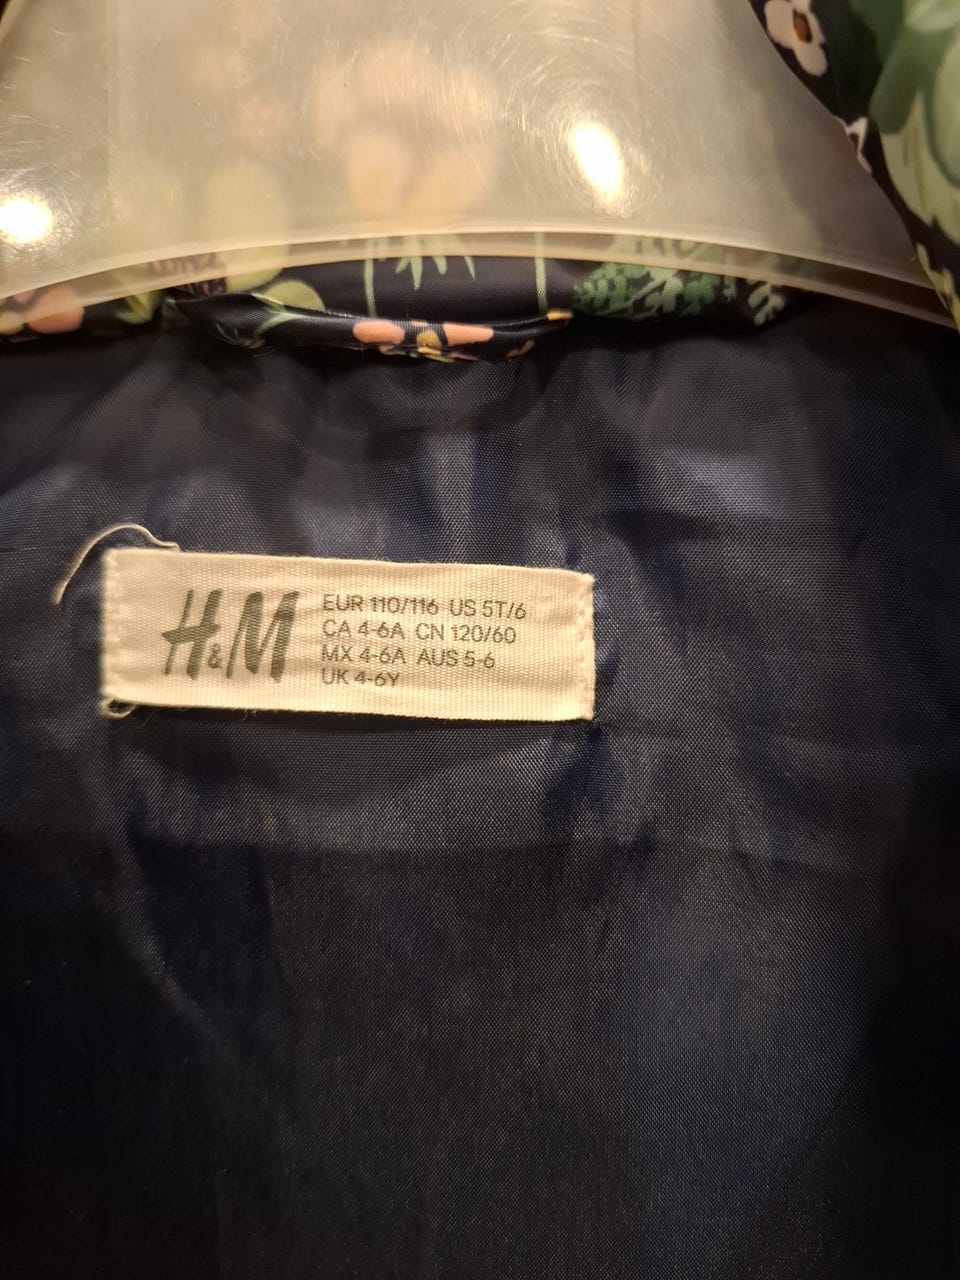 H&M
EUR 110/116 US 5T/6
CA 4-6A CN 120/60
MX 4-6A AUS 5-6
UK 4-6Y